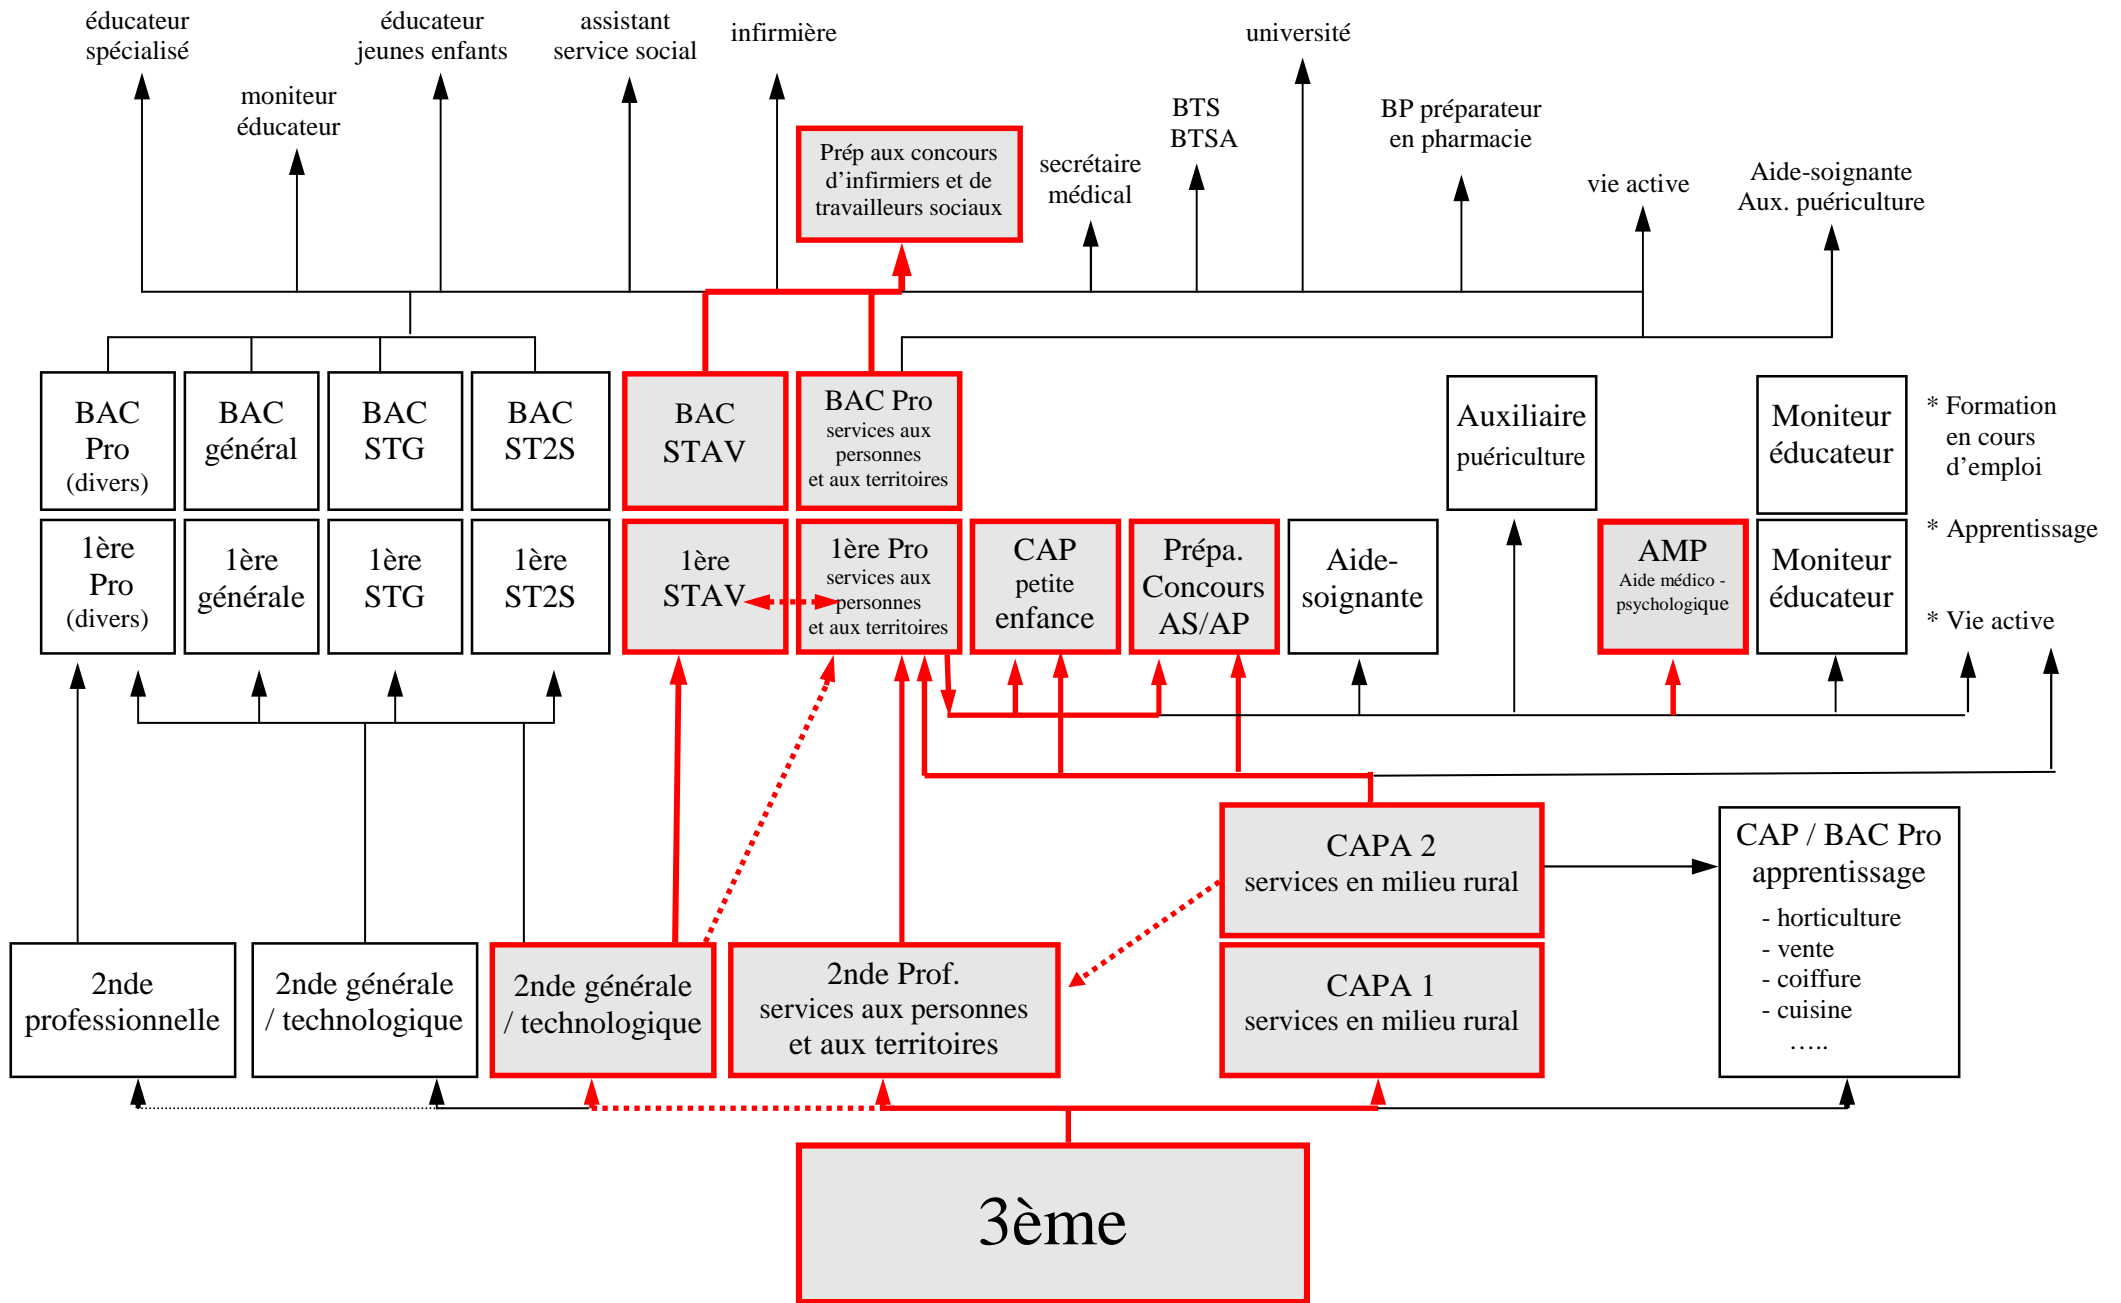 éducateur
spécialisé
moniteur
éducateur
éducateur
jeunes enfants
assistant
service social
infirmière
Prép aux concours
d’infirmiers et de
travailleurs sociaux
secrétaire
médical
BTS
BTSA
université
BP préparateur
en pharmacie
vie active
Aide-soignante
Aux. puériculture
BAC
Pro
(divers)
BAC
général
BAC
STG
BAC
ST2S
BAC
STAV
BAC Pro
services aux
personnes
et aux territoires
Auxiliaire
puériculture
Moniteur
éducateur
* Formation
en cours
d’emploi
* Apprentissage
* Vie active
1ère
Pro
(divers)
1ère
générale
1ère
STG
1ère
ST2S
1ère
STAV
1ère Pro
services aux
personnes
et aux territoires
CAP
petite
enfance
Prépa.
Concours
AS/AP
Aide-
soignante
AMP
Aide médico -
psychologique
Moniteur
éducateur
CAPA 2
services en milieu rural
CAP / BAC Pro
apprentissage
- horticulture
- vente
- coiffure
- cuisine
…..
2nde
professionnelle
2nde générale
/ technologique
2nde générale
/ technologique
2nde Prof.
services aux personnes
et aux territoires
CAPA 1
services en milieu rural
3ème